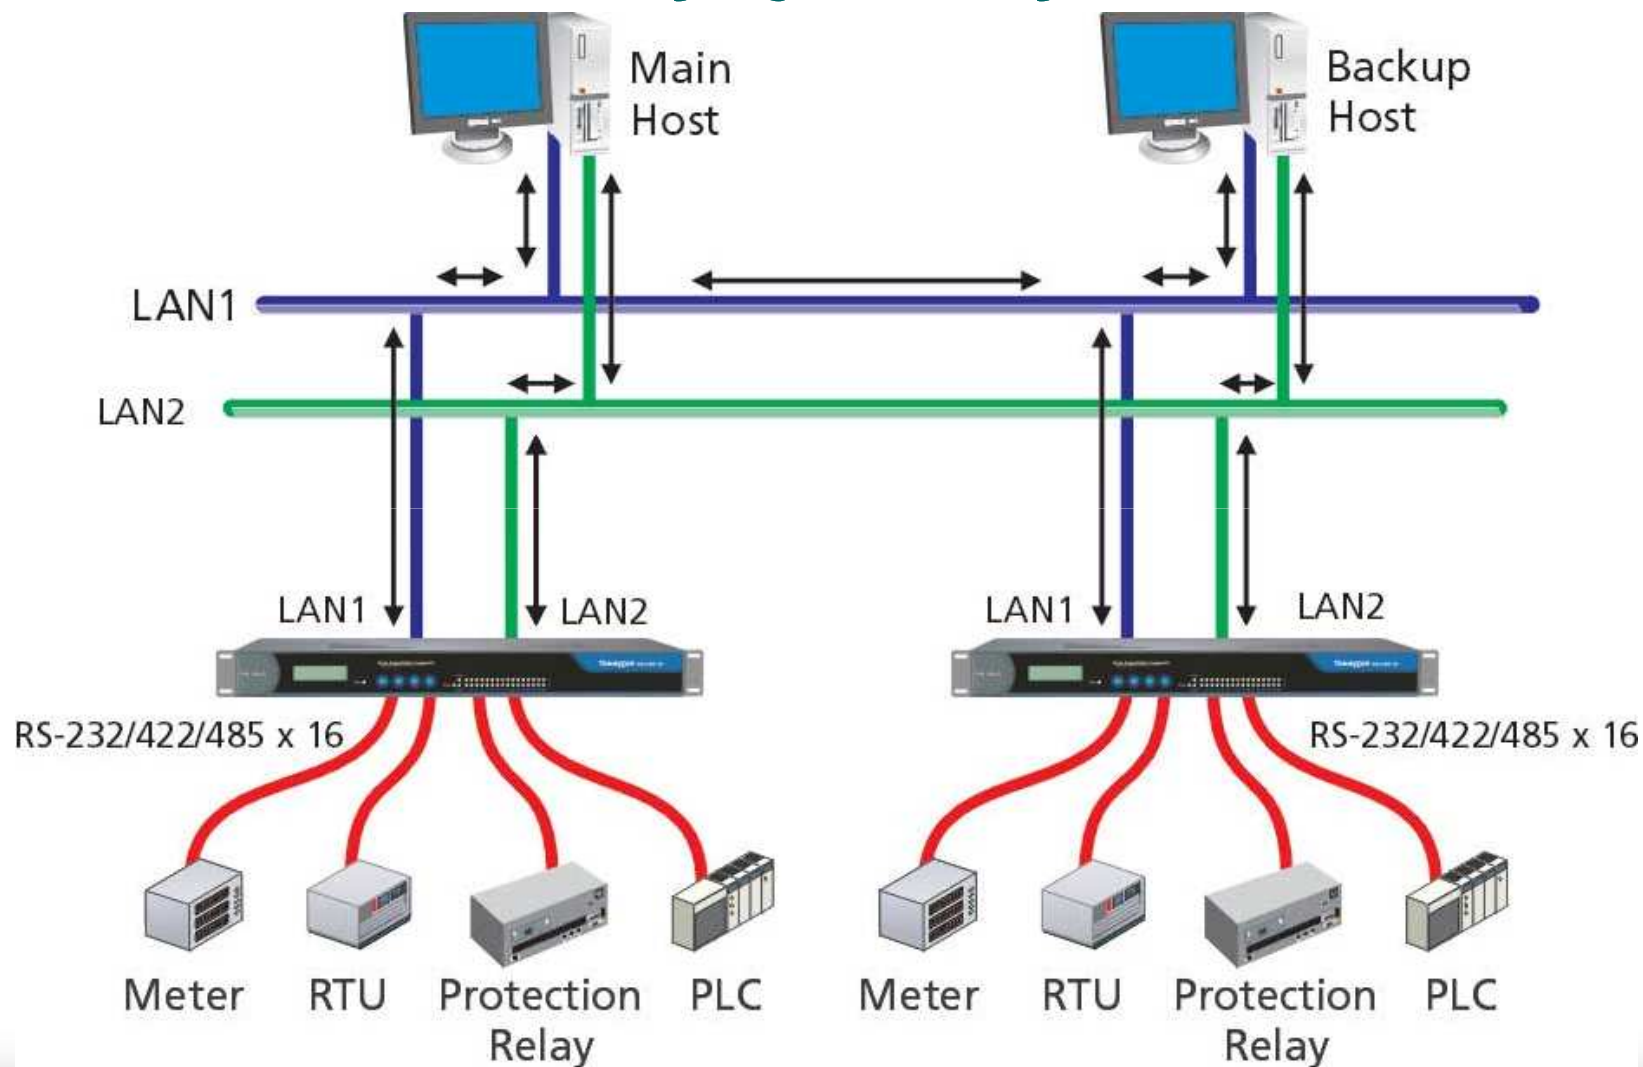 Main
Host
Backup
Host
LAN1
LAN2
LAN1
LAN2
LAN1
LAN2
RS-232/422/485 x 16
RS-232/422/485 x 16
Meter
RTU
Protection
Relay
PLC
Meter
RTU
Protection
Relay
PLC